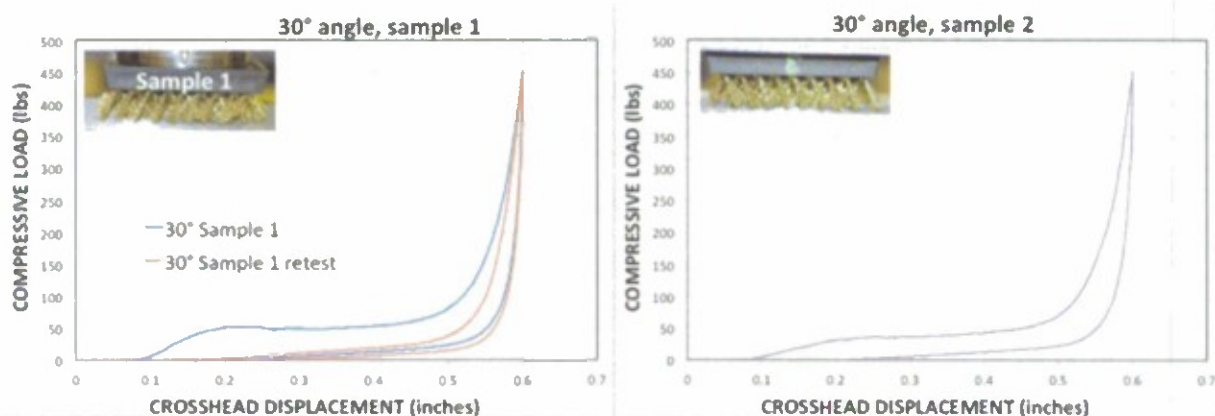 30° angle, sample 1
500
450
400
350
300
250
200
150
100
50
0
COMPRESSIVE LOAD (lbs)
Sample 1
30° Sample 1
30° Sample 1 retest
0 0.1 0.2 0.3 0.4 0.5 0.6 0.7
CROSSHEAD DISPLACEMENT (inches)
30° angle, sample 2
500
450
400
350
300
250
200
150
100
50
0
COMPRESSIVE LOAD (lbs)
0 0.1 0.2 0.3 0.4 0.5 0.6 0.7
CROSSHEAD DISPLACEMENT (inches)